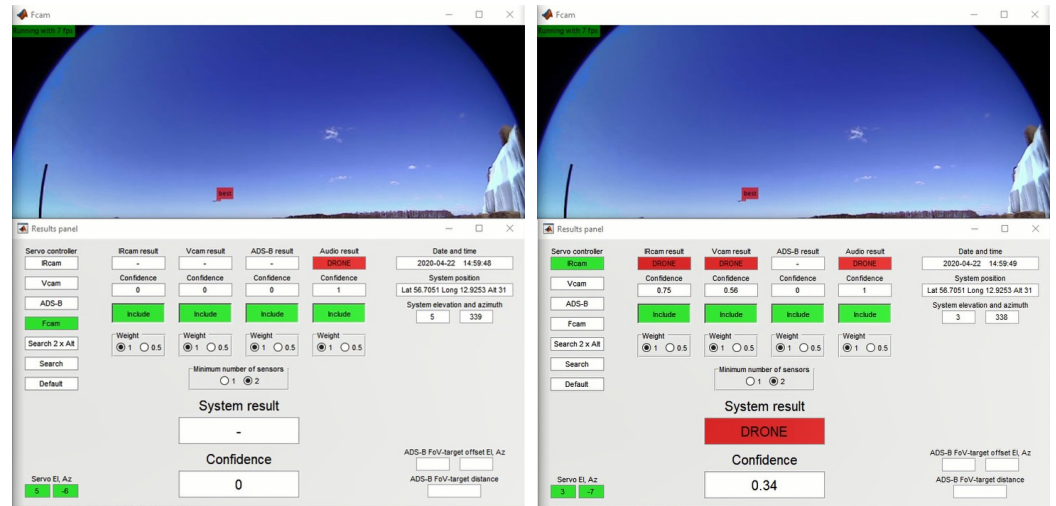 Fcam
Running with 7 fps
best
Results panel
Servo controller
IRcam
Vcam
ADS-B
Fcam
Search 2 x Alt
Search
Default
Servo El, Az
5 -6
IRcam result Vcam result ADS-B result Audio result
- - - DRONE
Confidence Confidence Confidence Confidence
0 0 0 1
Include Include Include Include
Weight Weight Weight Weight
1 0.5 1 0.5 1 0.5 1 0.5
Minimum number of sensors
1 2
System result
-
Confidence
0
Date and time
2020-04-22 14:59:48
System position
Lat 56.7051 Long 12.9253 Alt 31
System elevation and azimuth
5 339
ADS-B FoV-target offset El, Az
ADS-B FoV-target distance
Fcam
Running with 7 fps
best
Results panel
Servo controller
IRcam
Vcam
ADS-B
Fcam
Search 2 x Alt
Search
Default
Servo El, Az
3 -7
IRcam result Vcam result ADS-B result Audio result
DRONE DRONE - DRONE
Confidence Confidence Confidence Confidence
0.75 0.56 0 1
Include Include Include Include
Weight Weight Weight Weight
1 0.5 1 0.5 1 0.5 1 0.5
Minimum number of sensors
1 2
System result
DRONE
Confidence
0.34
Date and time
2020-04-22 14:59:49
System position
Lat 56.7051 Long 12.9253 Alt 31
System elevation and azimuth
3 338
ADS-B FoV-target offset El, Az
ADS-B FoV-target distance